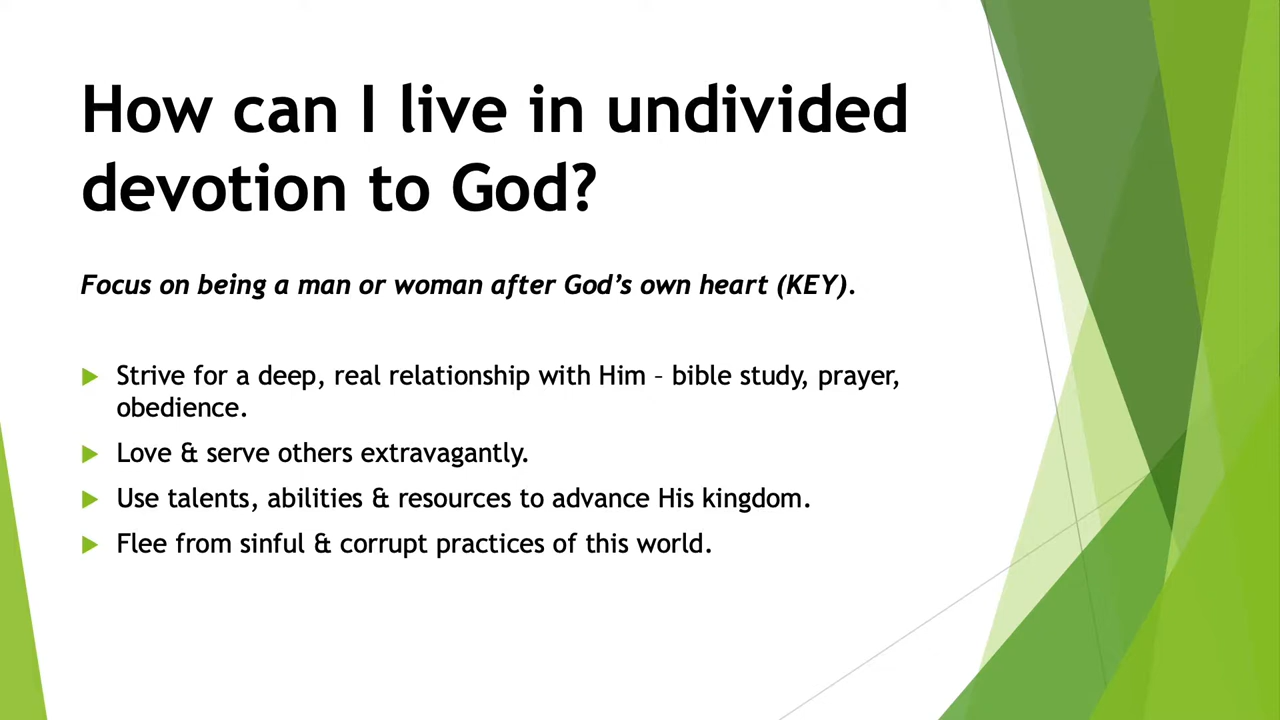 How can I live in undivided
devotion to God?
Focus on being a man or woman after God’s own heart (KEY).
Strive for a deep, real relationship with Him – bible study, prayer,
obedience.
Love & serve others extravagantly.
Use talents, abilities & resources to advance His kingdom.
Flee from sinful & corrupt practices of this world.